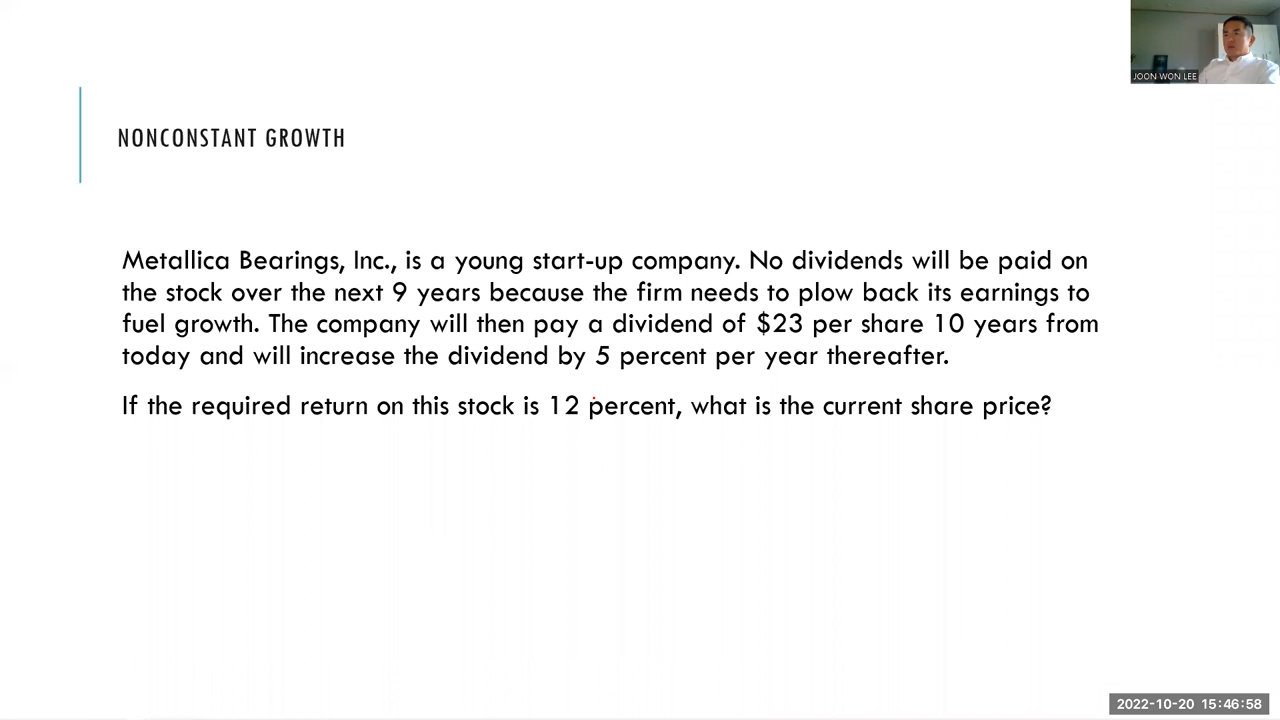 JOON WON LEE
NONCONSTANT GROWTH
Metallica Bearings, Inc., is a young start-up company. No dividends will be paid on
the stock over the next 9 years because the firm needs to plow back its earnings to
fuel growth. The company will then pay a dividend of $23 per share 10 years from
today and will increase the dividend by 5 percent per year thereafter.
If the required return on this stock is 12 percent, what is the current share price?
2022-10-20 15:46:58